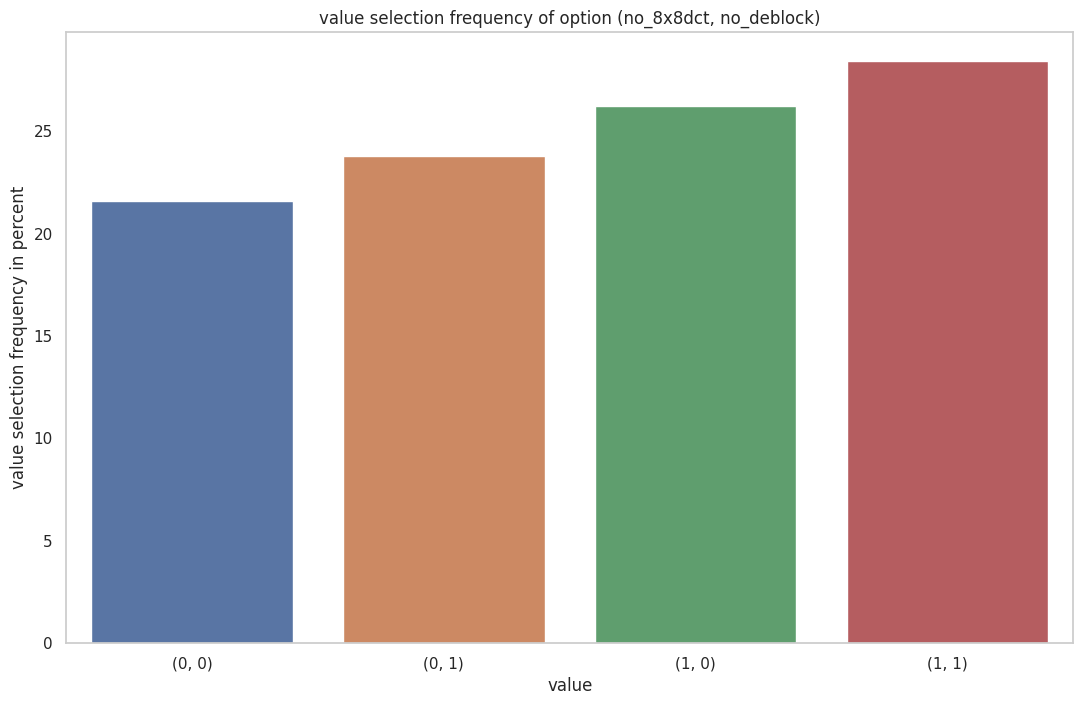 value selection frequency of option (no_8x8dct, no_deblock)
value selection frequency in percent
25
20
15
10
5
0
(0, 0) (0, 1) (1, 0) (1, 1)
value